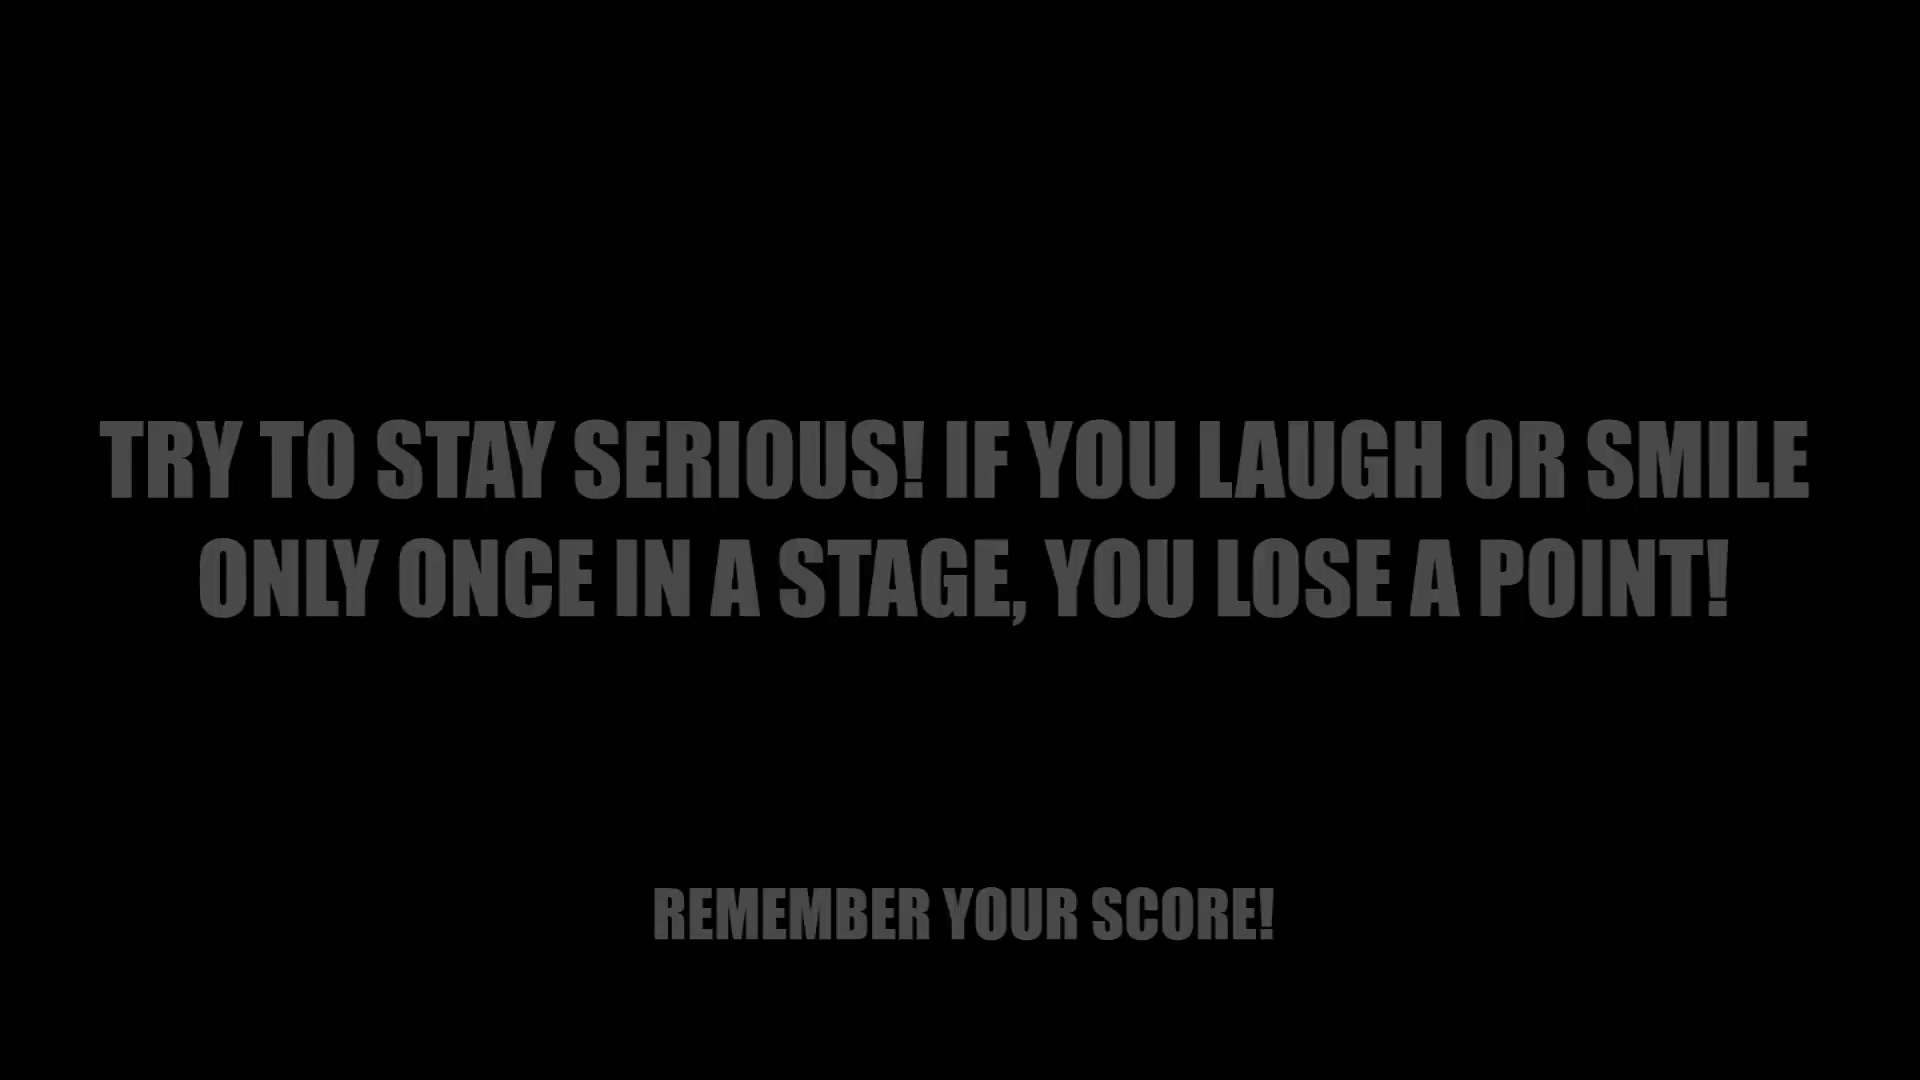 TRY TO STAY SERIOUS! IF YOU LAUGH OR SMILE
ONLY ONCE IN A STAGE, YOU LOSE A POINT!
REMEMBER YOUR SCORE!